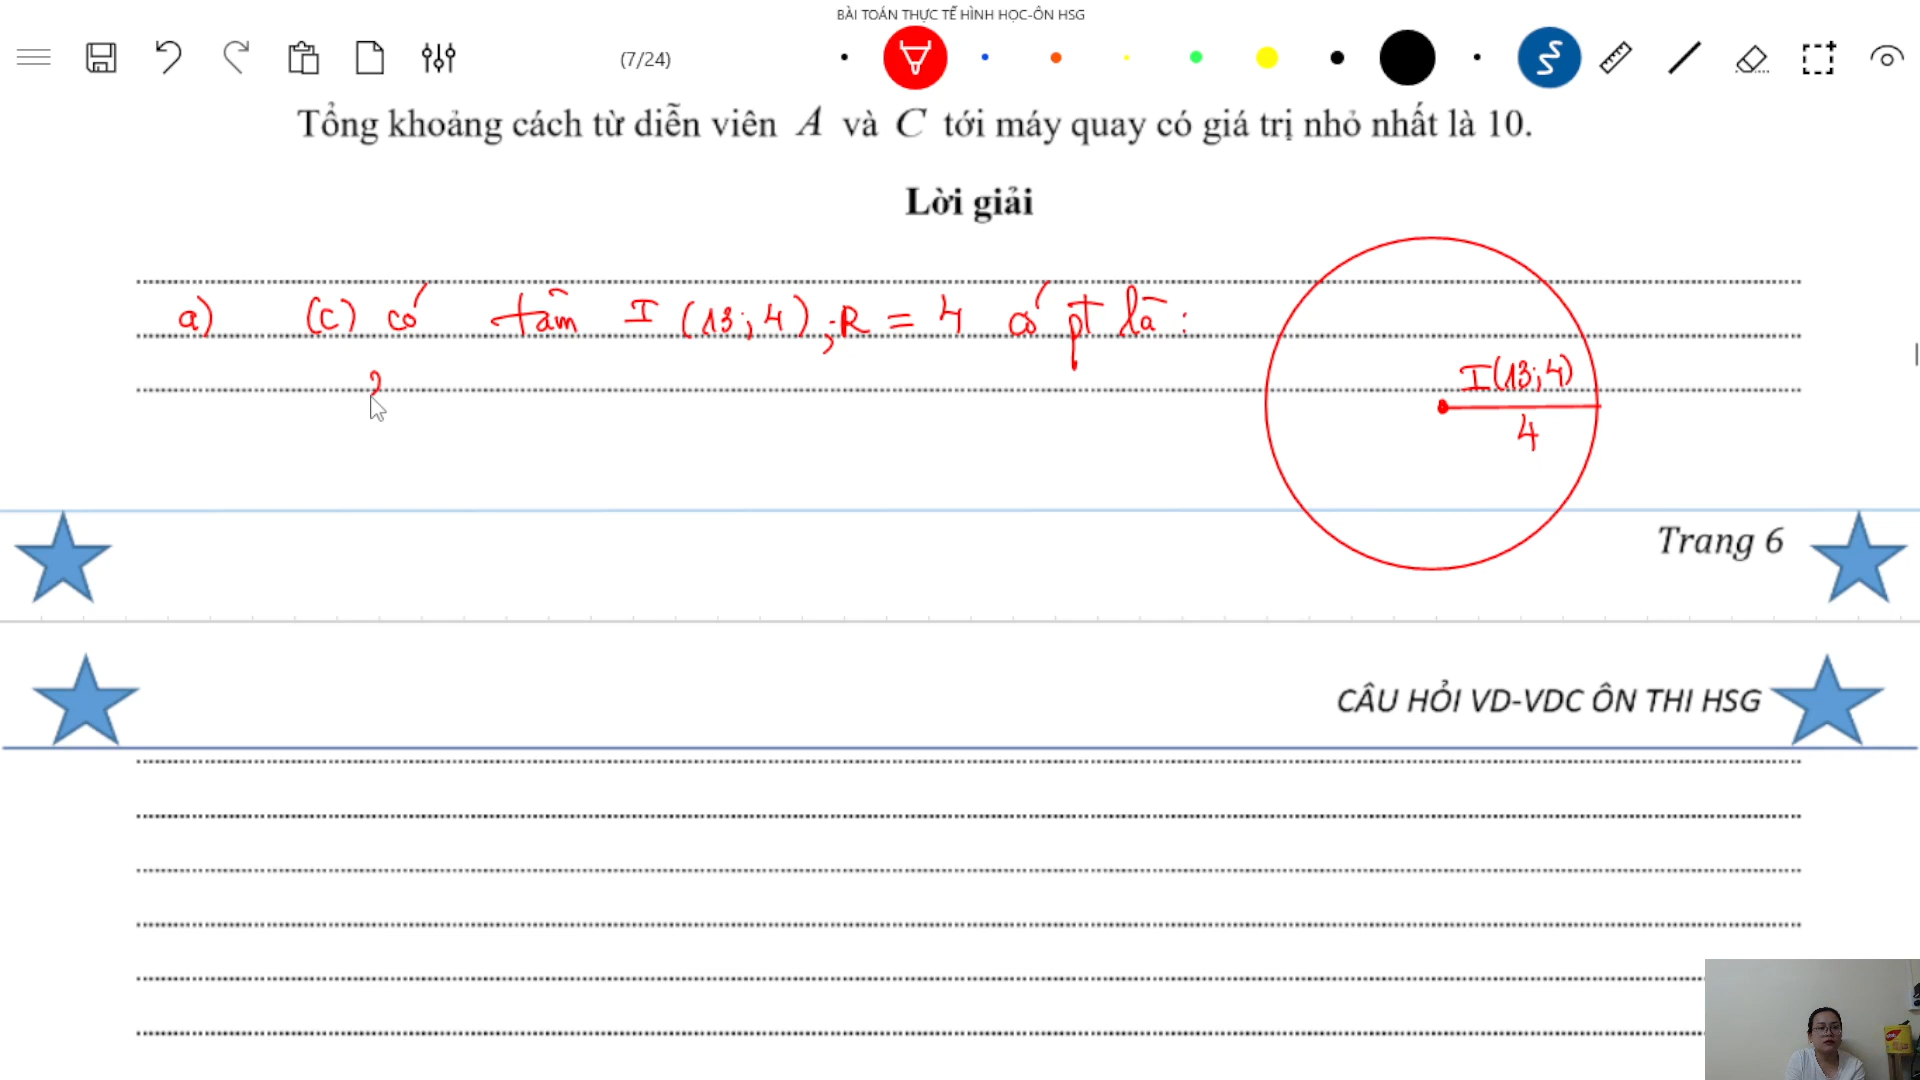 BÀI TOÁN THỰC TẾ HÌNH HỌC-ÔN HSG
(7/24)
Tổng khoảng cách từ diễn viên A và C tới máy quay có giá trị nhỏ nhất là 10.
Lời giải
a) (C) có tâm I (13; 4), R = 4 có pt là :
I(13; 4)
4
Trang 6
CÂU HỎI VD-VDC ÔN THI HSG